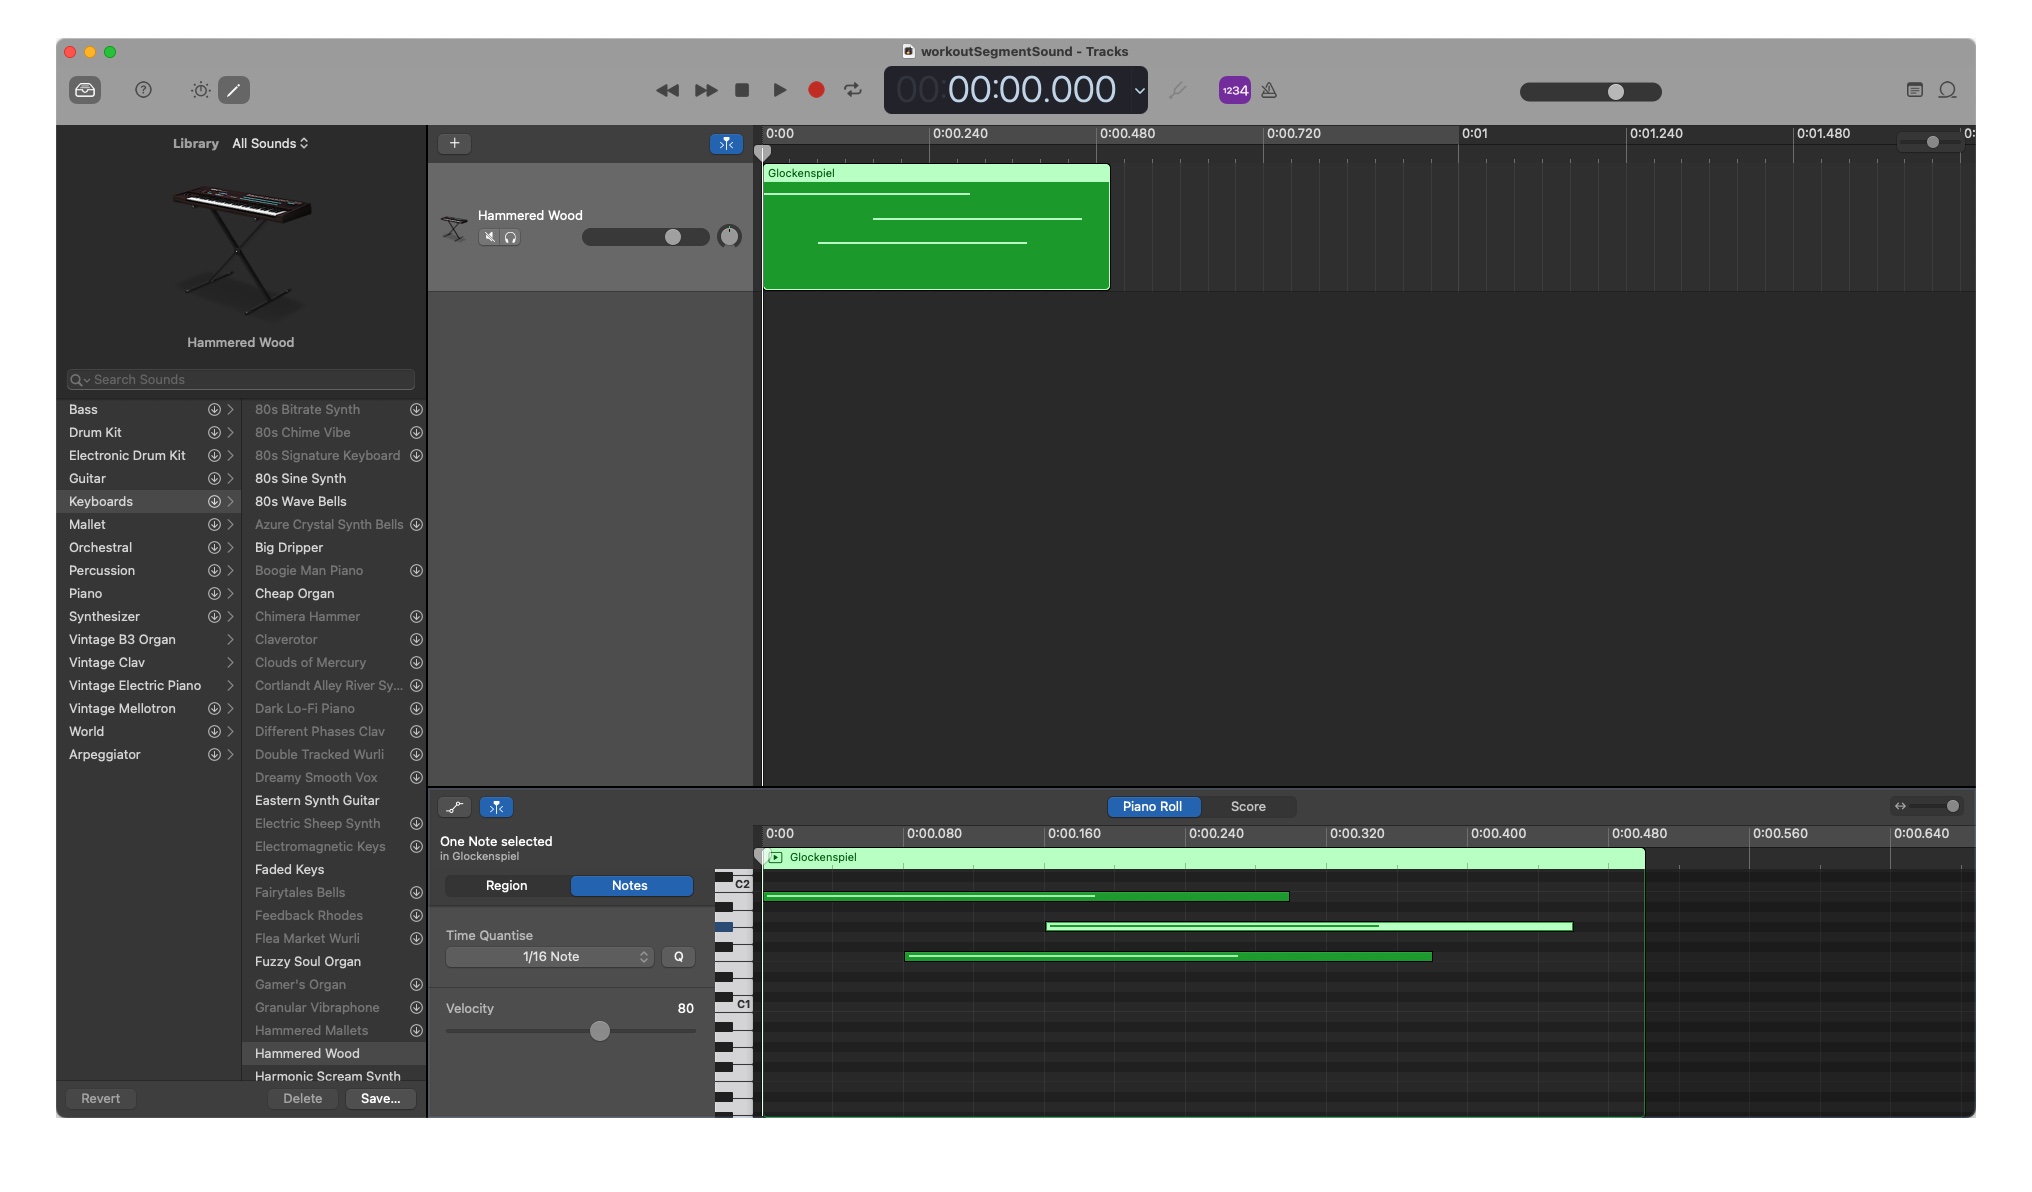 workoutSegmentSound - Tracks
00:00:00.000
1234
Library All Sounds
Hammered Wood
Search Sounds
Bass
Drum Kit
Electronic Drum Kit
Guitar
Keyboards
Mallet
Orchestral
Percussion
Piano
Synthesizer
Vintage B3 Organ
Vintage Clav
Vintage Electric Piano
Vintage Mellotron
World
Arpeggiator
80s Bitrate Synth
80s Chime Vibe
80s Signature Keyboard
80s Sine Synth
80s Wave Bells
Azure Crystal Synth Bells
Big Dripper
Boogie Man Piano
Cheap Organ
Chimera Hammer
Claverotor
Clouds of Mercury
Cortlandt Alley River Sy...
Dark Lo-Fi Piano
Different Phases Clav
Double Tracked Wurli
Dreamy Smooth Vox
Eastern Synth Guitar
Electric Sheep Synth
Electromagnetic Keys
Faded Keys
Fairytales Bells
Feedback Rhodes
Flea Market Wurli
Fuzzy Soul Organ
Gamer's Organ
Granular Vibraphone
Hammered Mallets
Hammered Wood
Harmonic Scream Synth
Revert Delete Save...
0:00 0:00.240 0:00.480 0:00.720 0:01 0:01.240 0:01.480 0:
Hammered Wood
Glockenspiel
Piano Roll Score
One Note selected
in Glockenspiel
Region Notes
Time Quantise
1/16 Note Q
Velocity 80
0:00 0:00.080 0:00.160 0:00.240 0:00.320 0:00.400 0:00.480 0:00.560 0:00.640
Glockenspiel
C2
C1